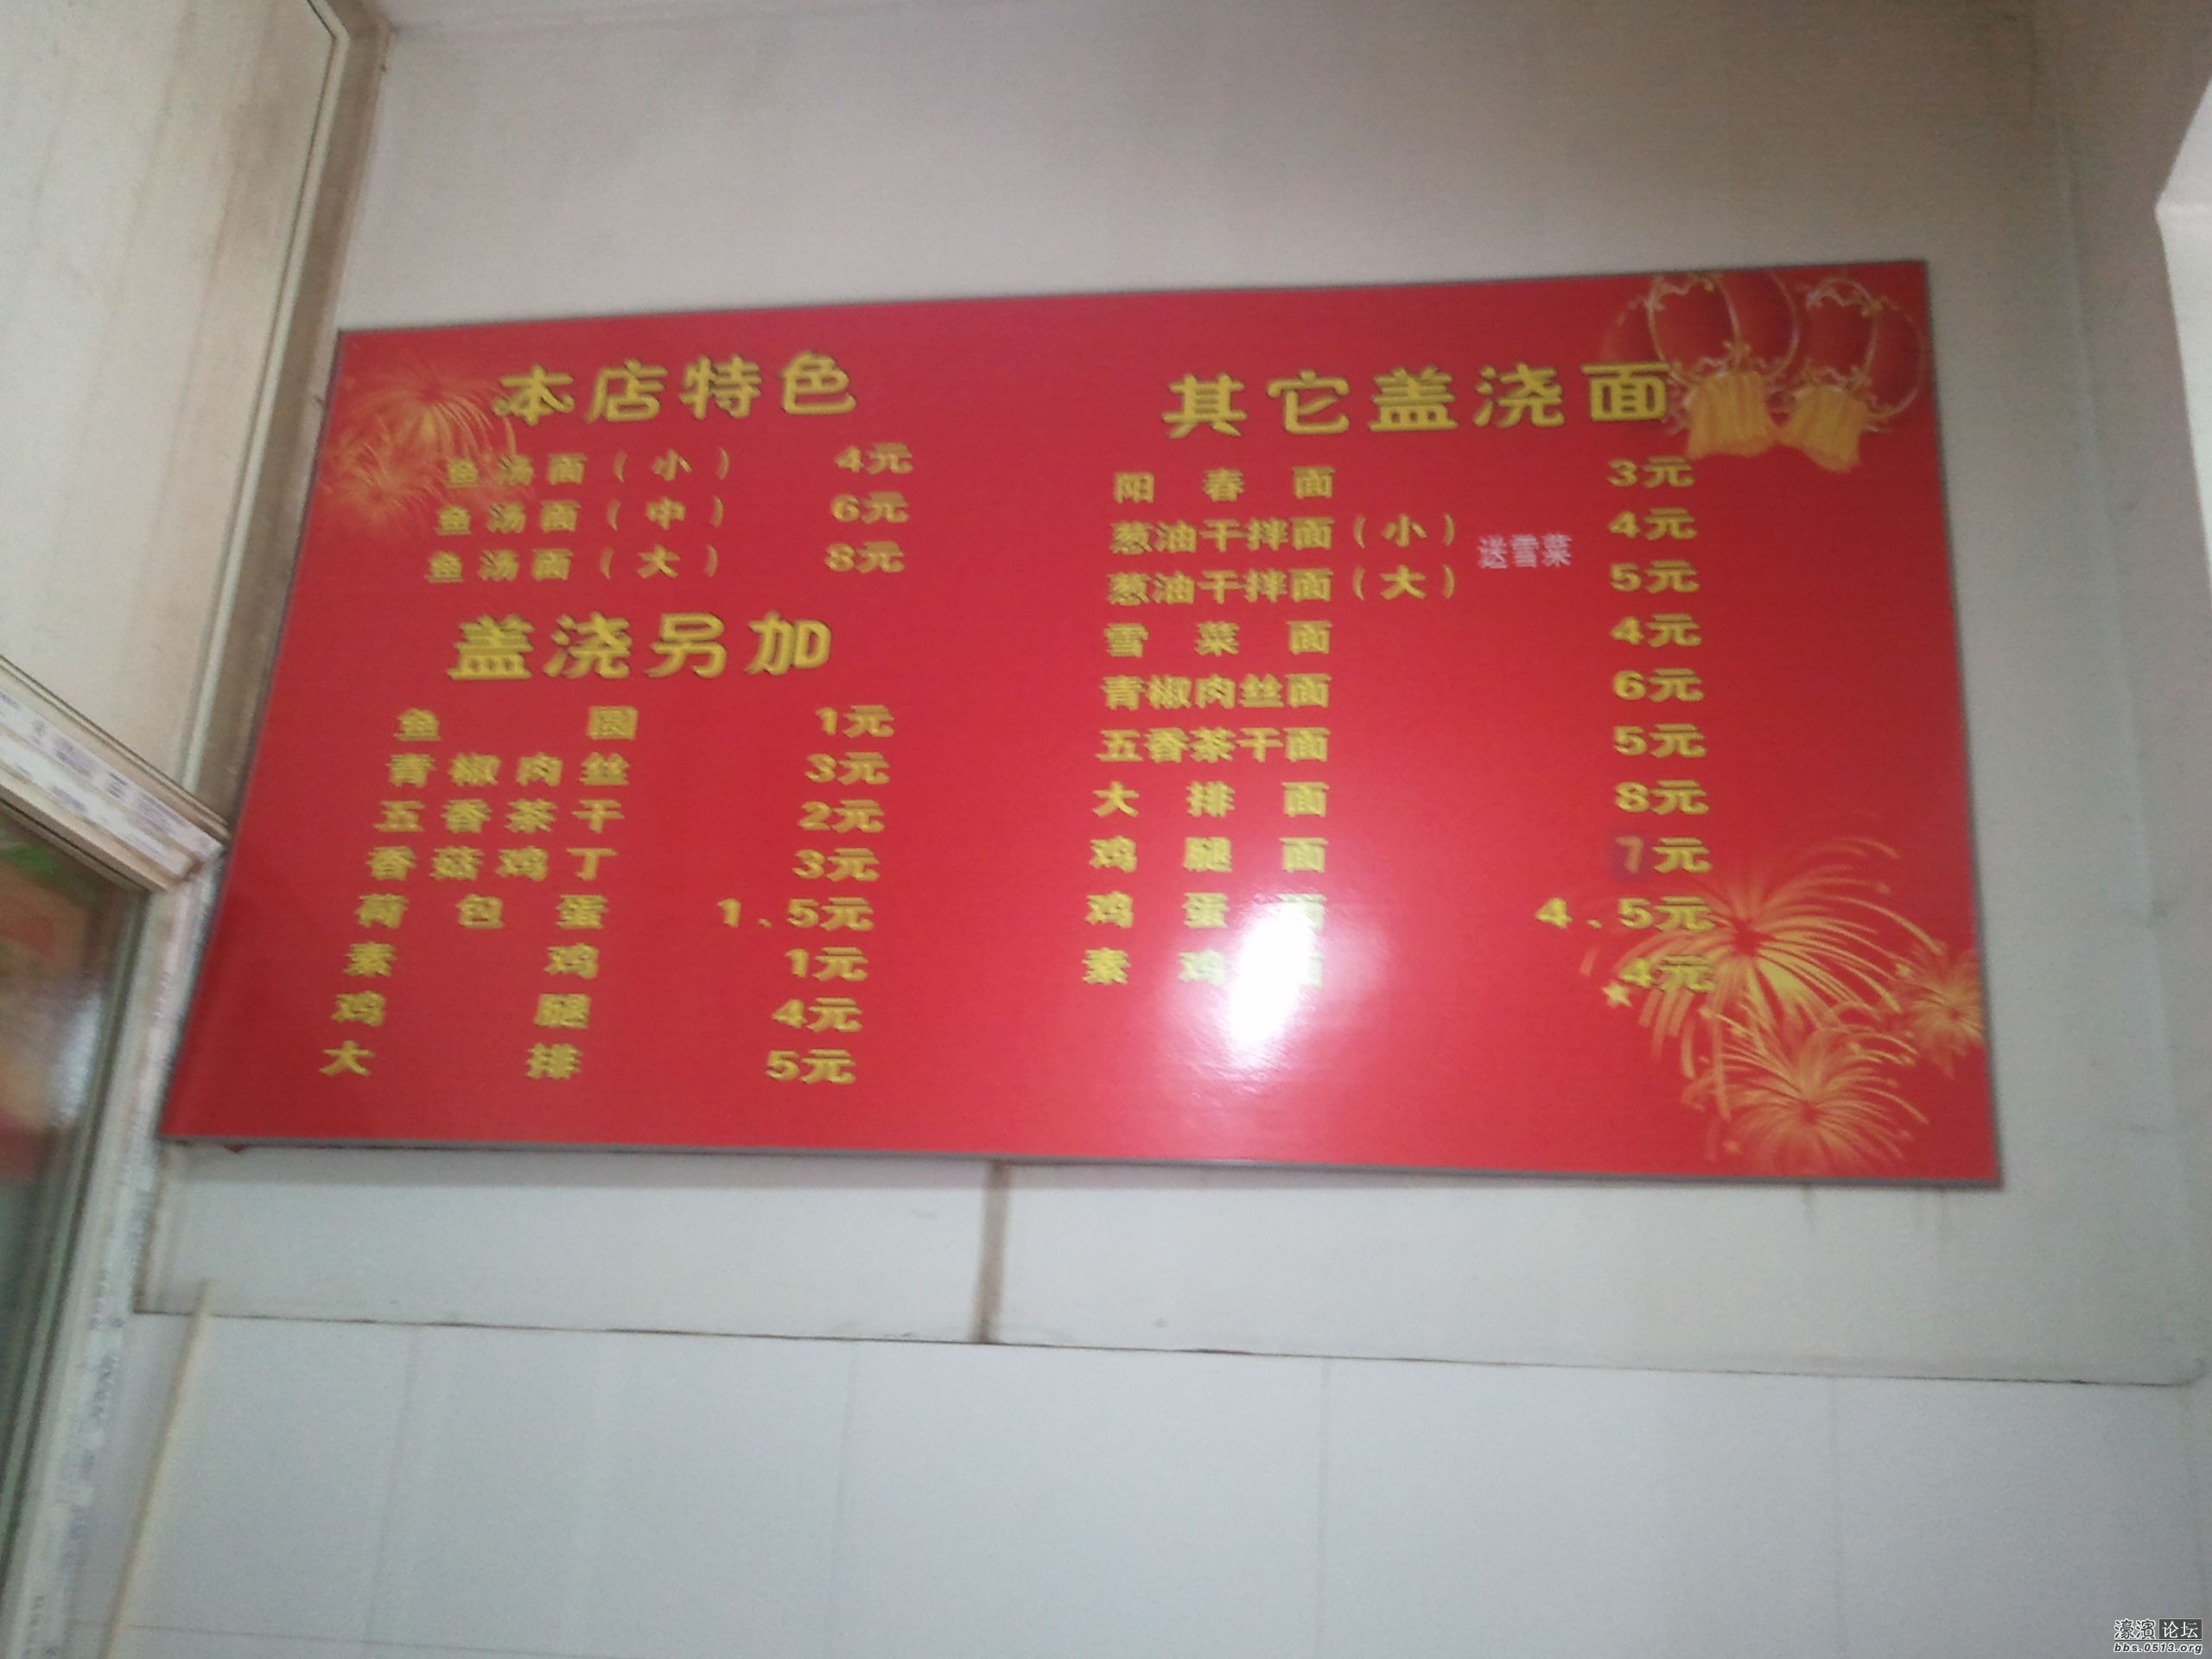 本店特色
鱼汤面（小） 4元
鱼汤面（中） 6元
鱼汤面（大） 8元
盖浇另加
鱼圆 1元
青椒肉丝 3元
五香茶干 2元
香菇鸡丁 3元
荷包蛋 1.5元
素鸡 1元
鸡腿 4元
大排 5元
其它盖浇面
阳春面 3元
葱油干拌面（小） 4元
送雪菜
葱油干拌面（大） 5元
雪菜面 4元
青椒肉丝面 6元
五香茶干面 5元
大排面 8元
鸡腿面 7元
鸡蛋面 4.5元
素鸡面 4元
濠滨论坛
bbs.0513.org